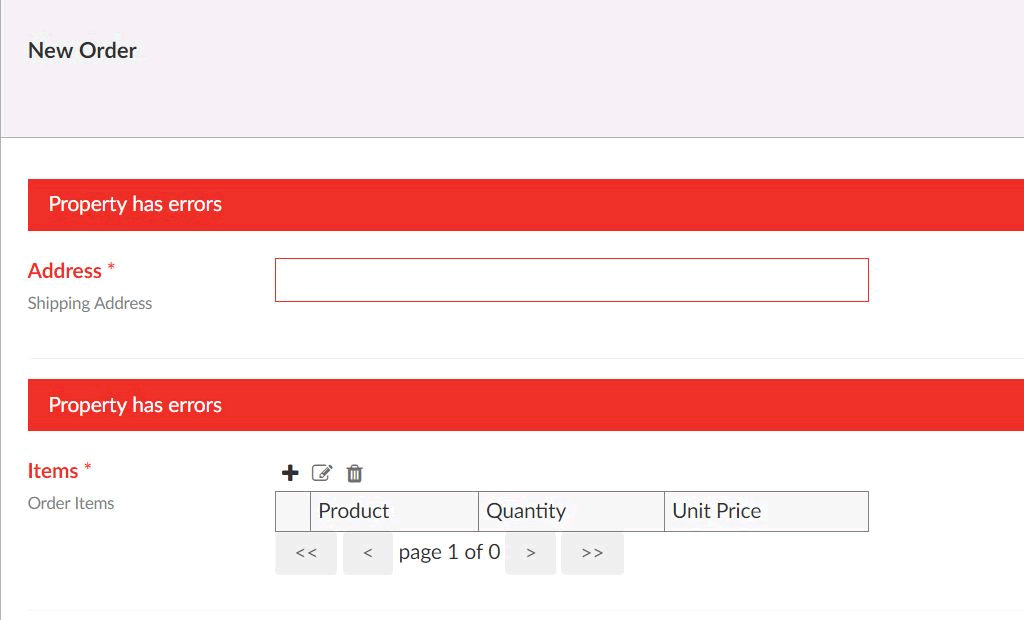 New Order
Property has errors
Address *
Shipping Address
Property has errors
Items *
Order Items
Product Quantity Unit Price
<< < page 1 of 0 > >>